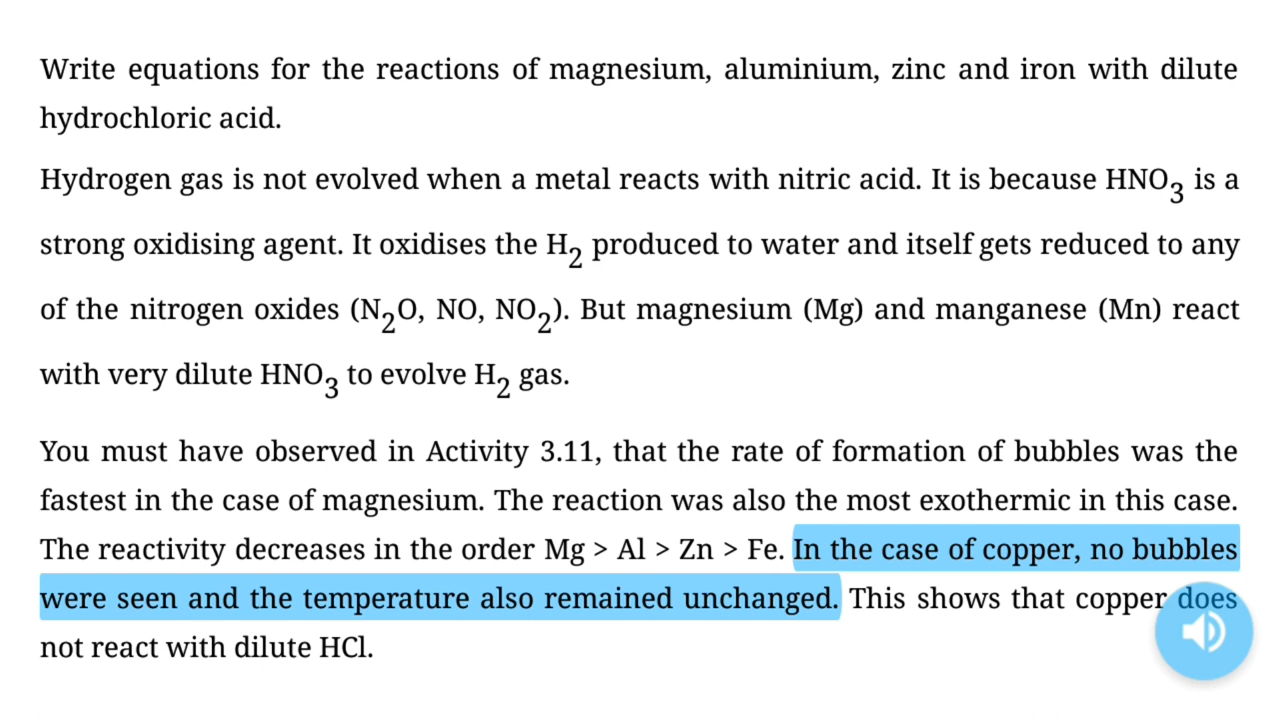 Write equations for the reactions of magnesium, aluminium, zinc and iron with dilute
hydrochloric acid.
Hydrogen gas is not evolved when a metal reacts with nitric acid. It is because HNO₃ is a
strong oxidising agent. It oxidises the H₂ produced to water and itself gets reduced to any
of the nitrogen oxides (N₂O, NO, NO₂). But magnesium (Mg) and manganese (Mn) react
with very dilute HNO₃ to evolve H₂ gas.
You must have observed in Activity 3.11, that the rate of formation of bubbles was the
fastest in the case of magnesium. The reaction was also the most exothermic in this case.
The reactivity decreases in the order Mg > Al > Zn > Fe. In the case of copper, no bubbles
were seen and the temperature also remained unchanged. This shows that copper does
not react with dilute HCl.